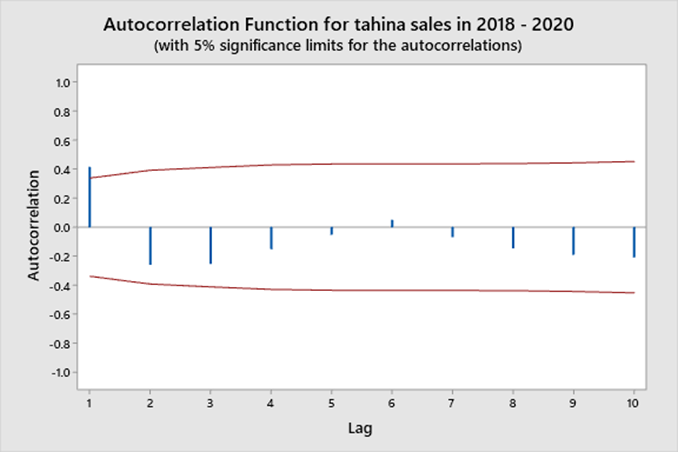 Autocorrelation Function for tahina sales in 2018 - 2020
(with 5% significance limits for the autocorrelations)
1.0
0.8
0.6
0.4
0.2
0.0
-0.2
-0.4
-0.6
-0.8
-1.0
Autocorrelation
1 2 3 4 5 6 7 8 9 10
Lag